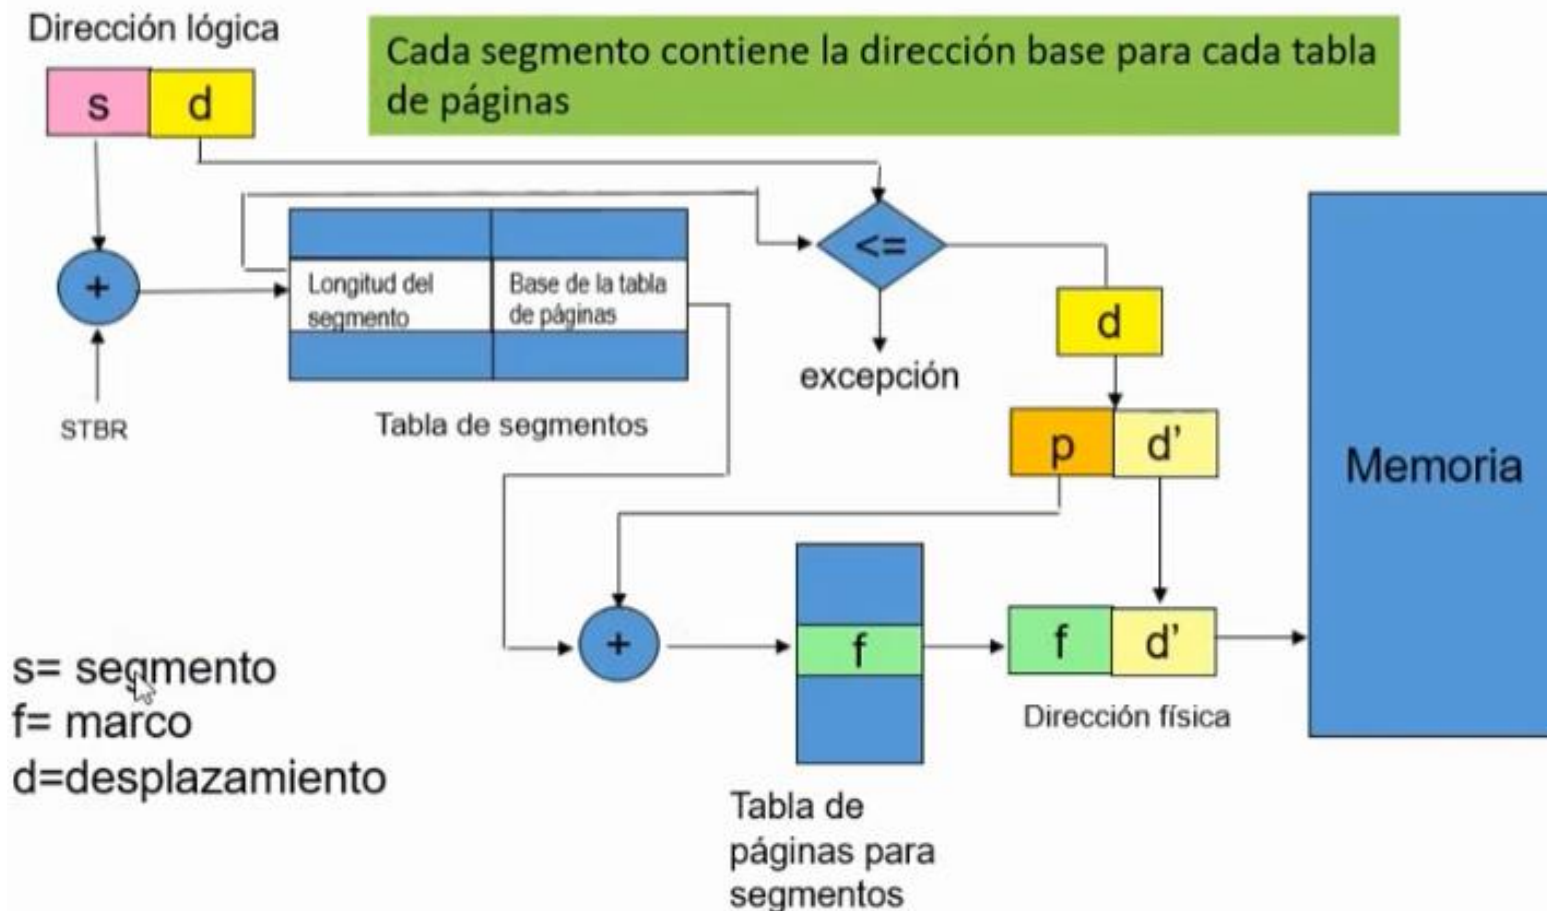 Dirección lógica
Cada segmento contiene la dirección base para cada tabla
de páginas
s d
<=
+
Longitud del
segmento
Base de la tabla
de páginas
d
excepción
STBR
Tabla de segmentos
p d’
Memoria
+
f
f d’
Dirección física
s= segmento
f= marco
d=desplazamiento
Tabla de
páginas para
segmentos